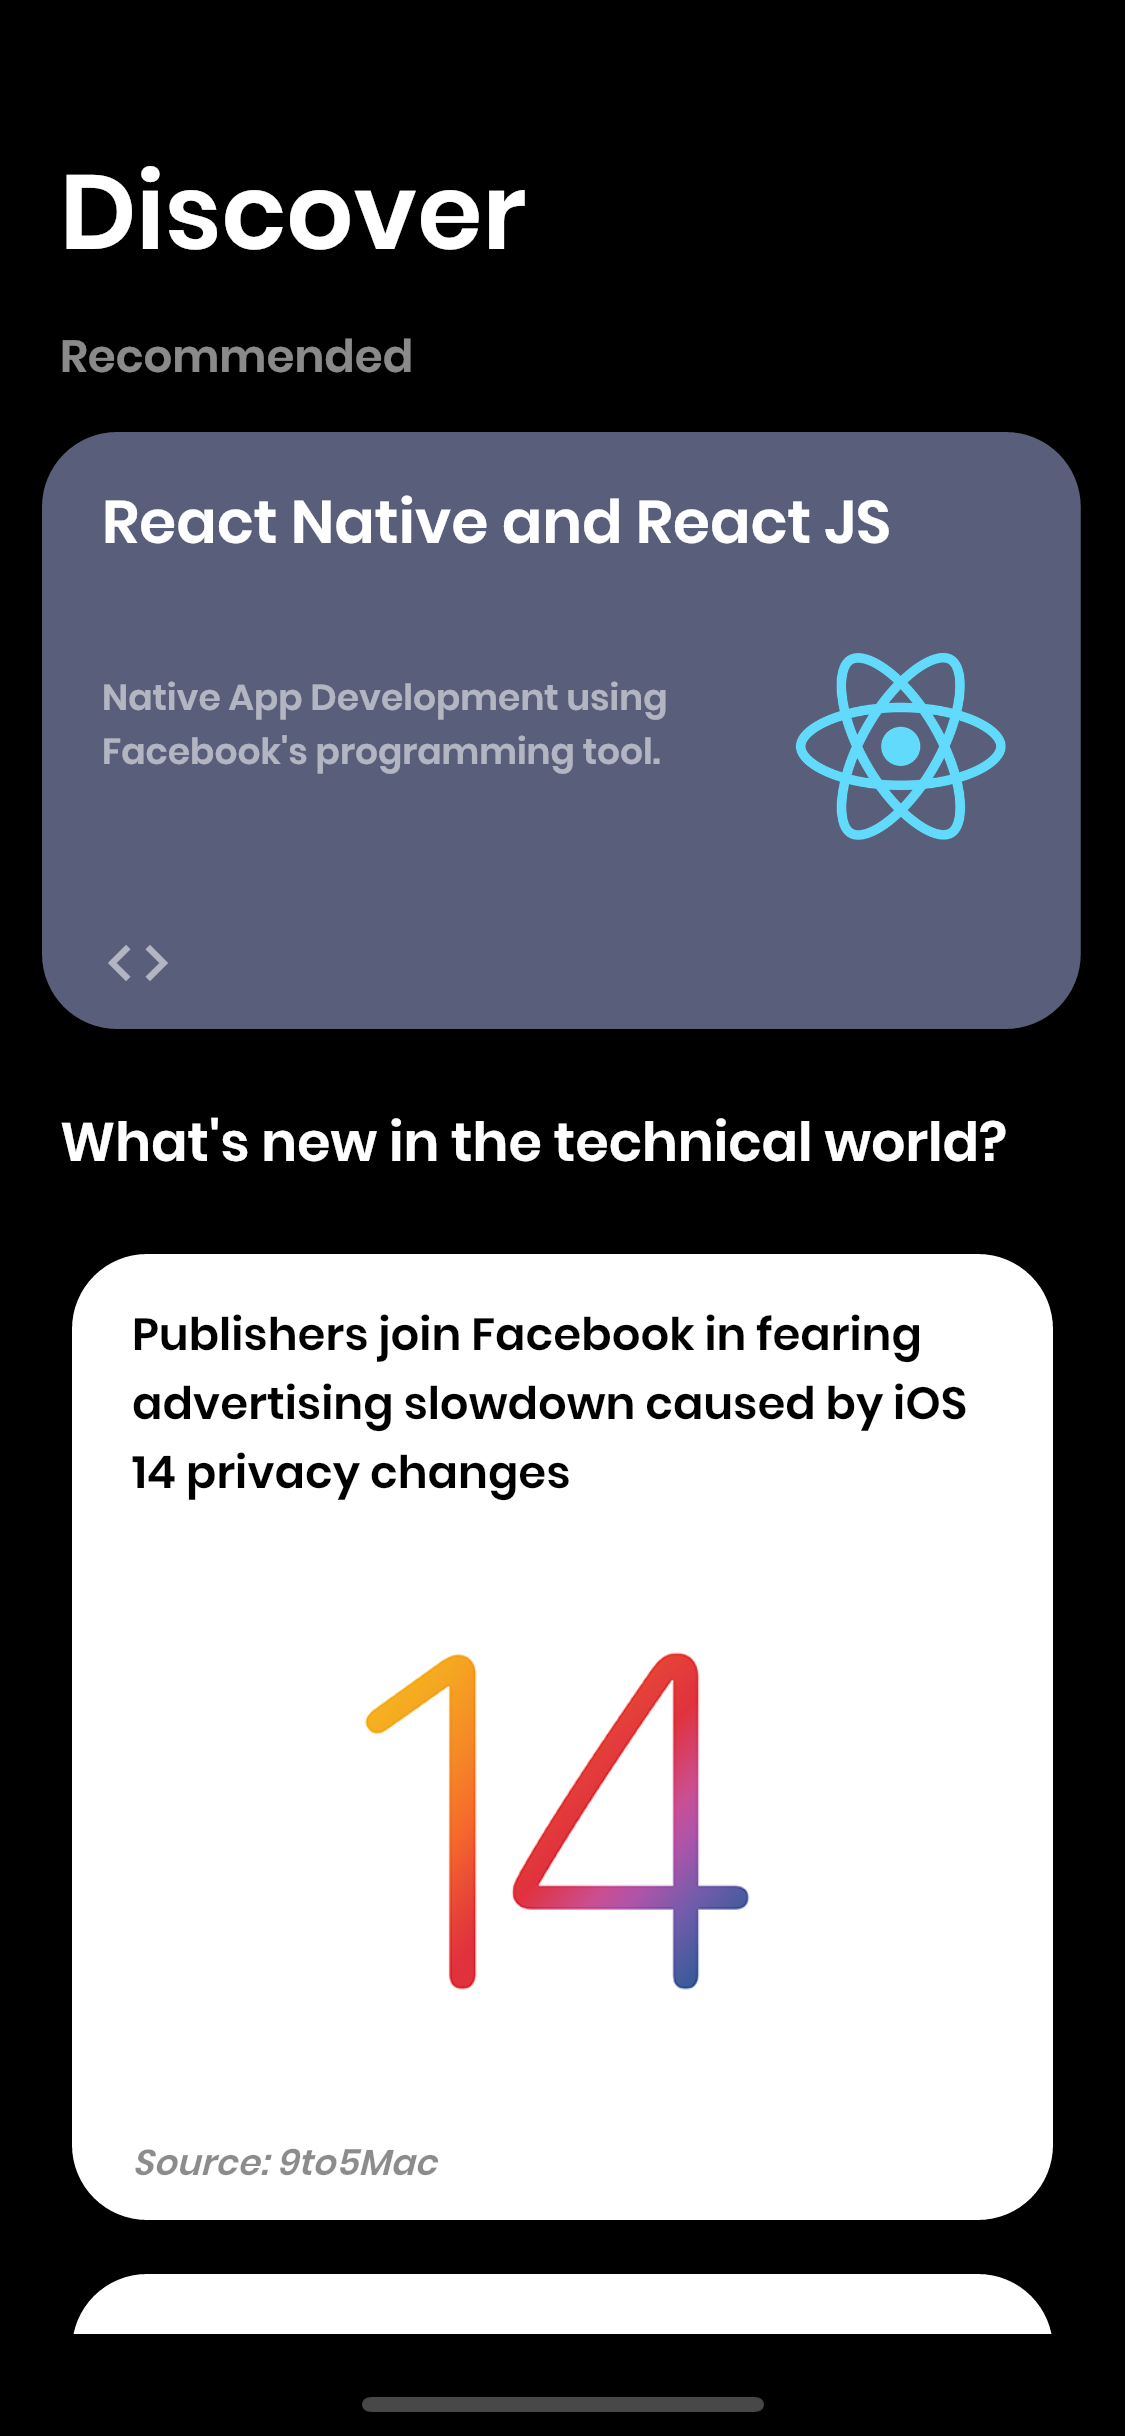 Discover
Recommended
React Native and React JS
Native App Development using
Facebook's programming tool.
What's new in the technical world?
Publishers join Facebook in fearing
advertising slowdown caused by iOS
14 privacy changes
14
Source: 9to5Mac